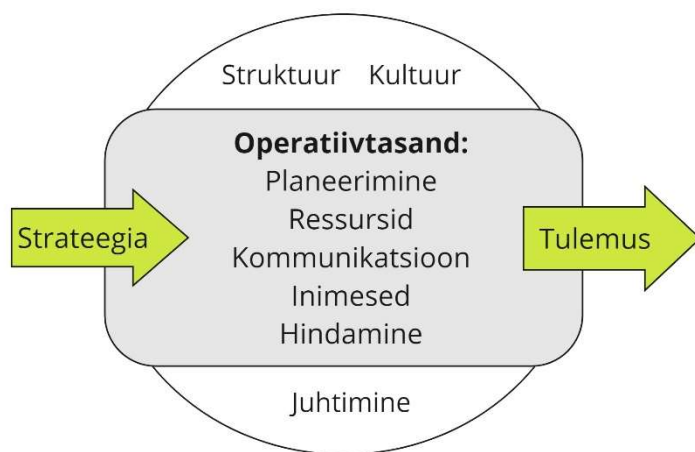 Struktuur Kultuur
Operatiivtasand:
Planeerimine
Ressursid
Strateegia
Kommunikatsioon
Tulemus
Inimesed
Hindamine
Juhtimine